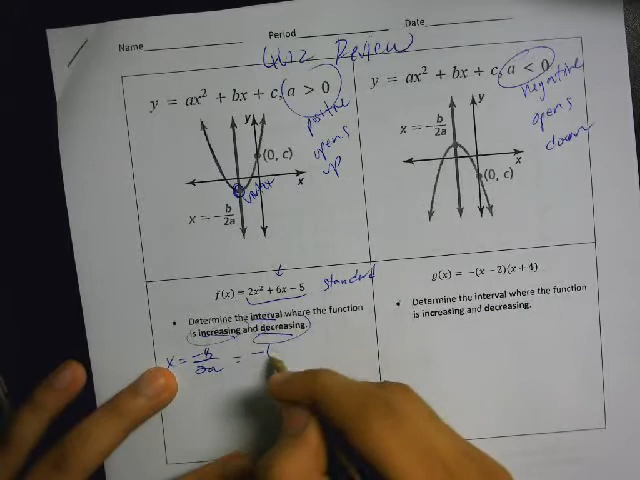 Name Period Date
Quiz Review
y = ax² + bx + c, a > 0
positive
opens
up
y
(0, c)
x
vertex
x = -b/2a
y = ax² + bx + c, a < 0
negative
opens
down
y
x = -b/2a
x
(0, c)
f(x) = 2x² + 6x - 5 standard
• Determine the interval where the function
is increasing and decreasing.
x = -b/2a = -6
g(x) = -(x - 2)(x + 4)
• Determine the interval where the function
is increasing and decreasing.